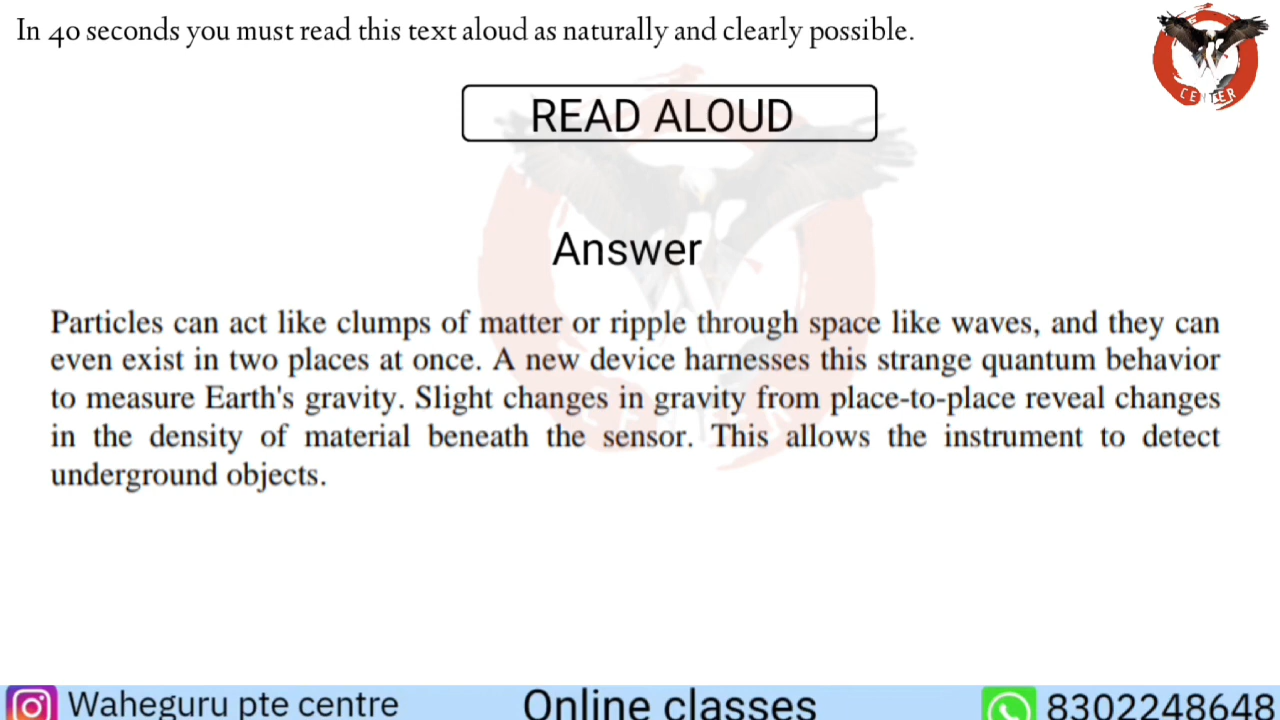 In 40 seconds you must read this text aloud as naturally and clearly possible.
CENTER
READ ALOUD
Answer
Particles can act like clumps of matter or ripple through space like waves, and they can
even exist in two places at once. A new device harnesses this strange quantum behavior
to measure Earth's gravity. Slight changes in gravity from place-to-place reveal changes
in the density of material beneath the sensor. This allows the instrument to detect
underground objects.
Waheguru pte centre
Online classes
8302248648